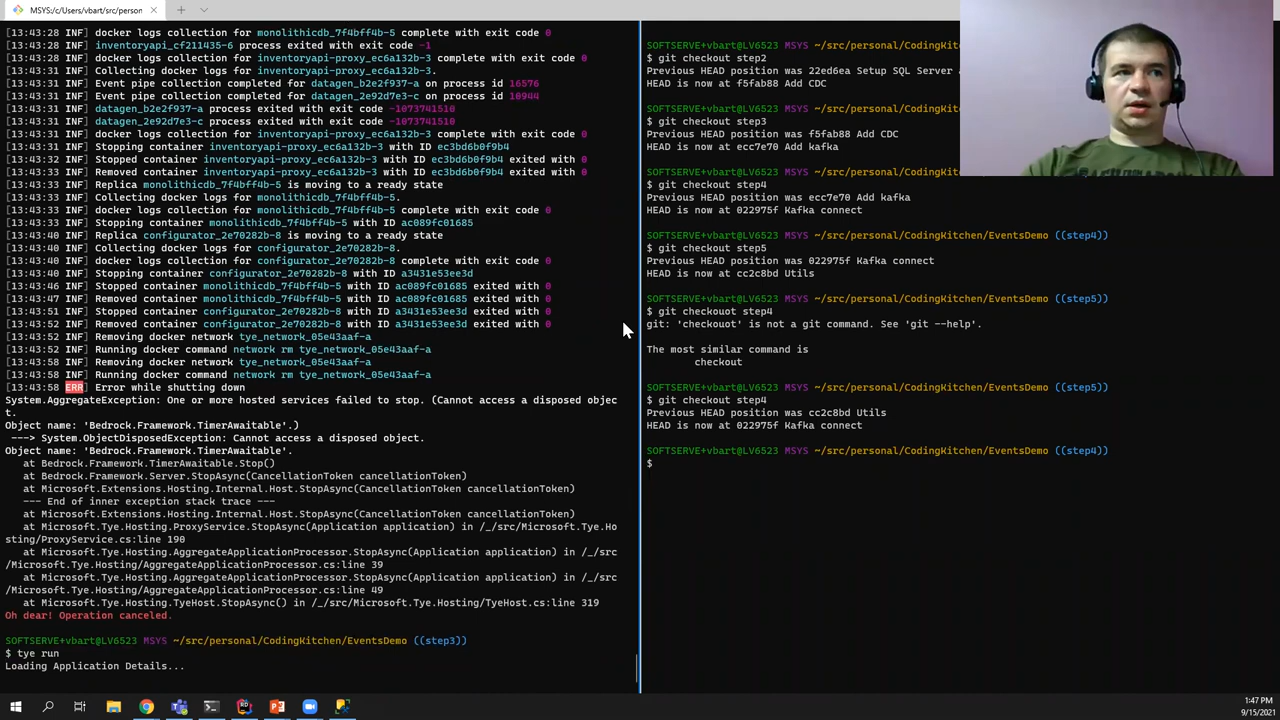 MSYS:/c/Users/vbart/src/person
[13:43:28 INF] docker logs collection for monolithicdb_7f4bff4b-5 complete with exit code 0
[13:43:28 INF] inventoryapi_cf211435-6 process exited with exit code -1
[13:43:28 INF] docker logs collection for inventoryapi-proxy_ec6a132b-3 complete with exit code 0
[13:43:31 INF] Collecting docker logs for inventoryapi-proxy_ec6a132b-3.
[13:43:31 INF] Event pipe collection completed for datagen_b2e2f937-a on process id 16576
[13:43:31 INF] Event pipe collection completed for datagen_2e92d7e3-c on process id 10944
[13:43:31 INF] datagen_b2e2f937-a process exited with exit code -1073741510
[13:43:31 INF] datagen_2e92d7e3-c process exited with exit code -1073741510
[13:43:31 INF] docker logs collection for inventoryapi-proxy_ec6a132b-3 complete with exit code 0
[13:43:31 INF] Stopping container inventoryapi-proxy_ec6a132b-3 with ID ec3bd6b0f9b4
[13:43:32 INF] Stopped container inventoryapi-proxy_ec6a132b-3 with ID ec3bd6b0f9b4 exited with 0
[13:43:33 INF] Removed container inventoryapi-proxy_ec6a132b-3 with ID ec3bd6b0f9b4 exited with 0
[13:43:33 INF] Replica monolithicdb_7f4bff4b-5 is moving to a ready state
[13:43:33 INF] Collecting docker logs for monolithicdb_7f4bff4b-5.
[13:43:33 INF] docker logs collection for monolithicdb_7f4bff4b-5 complete with exit code 0
[13:43:33 INF] Stopping container monolithicdb_7f4bff4b-5 with ID ac089fc01685
[13:43:40 INF] Replica configurator_2e70282b-8 is moving to a ready state
[13:43:40 INF] Collecting docker logs for configurator_2e70282b-8.
[13:43:40 INF] docker logs collection for configurator_2e70282b-8 complete with exit code 0
[13:43:40 INF] Stopping container configurator_2e70282b-8 with ID a3431e53ee3d
[13:43:46 INF] Stopped container monolithicdb_7f4bff4b-5 with ID ac089fc01685 exited with 0
[13:43:47 INF] Removed container monolithicdb_7f4bff4b-5 with ID ac089fc01685 exited with 0
[13:43:51 INF] Stopped container configurator_2e70282b-8 with ID a3431e53ee3d exited with 0
[13:43:52 INF] Removed container configurator_2e70282b-8 with ID a3431e53ee3d exited with 0
[13:43:52 INF] Removing docker network tye_network_05e43aaf-a
[13:43:52 INF] Running docker command network rm tye_network_05e43aaf-a
[13:43:58 INF] Removing docker network tye_network_05e43aaf-a
[13:43:58 INF] Running docker command network rm tye_network_05e43aaf-a
[13:43:58 ERR] Error while shutting down
System.AggregateException: One or more hosted services failed to stop. (Cannot access a disposed objec
t.
Object name: 'Bedrock.Framework.TimerAwaitable'.)
---> System.ObjectDisposedException: Cannot access a disposed object.
Object name: 'Bedrock.Framework.TimerAwaitable'.
at Bedrock.Framework.TimerAwaitable.Stop()
at Bedrock.Framework.Server.StopAsync(CancellationToken cancellationToken)
at Microsoft.Extensions.Hosting.Internal.Host.StopAsync(CancellationToken cancellationToken)
--- End of inner exception stack trace ---
at Microsoft.Extensions.Hosting.Internal.Host.StopAsync(CancellationToken cancellationToken)
at Microsoft.Tye.Hosting.ProxyService.StopAsync(Application application) in /_/src/Microsoft.Tye.Ho
sting/ProxyService.cs:line 190
at Microsoft.Tye.Hosting.AggregateApplicationProcessor.StopAsync(Application application) in /_/src
/Microsoft.Tye.Hosting/AggregateApplicationProcessor.cs:line 39
at Microsoft.Tye.Hosting.AggregateApplicationProcessor.StopAsync(Application application) in /_/src
/Microsoft.Tye.Hosting/AggregateApplicationProcessor.cs:line 49
at Microsoft.Tye.Hosting.TyeHost.StopAsync() in /_/src/Microsoft.Tye.Hosting/TyeHost.cs:line 319
Oh dear! Operation canceled.
SOFTSERVE+vbart@LV6523 MSYS ~/src/personal/CodingKitchen/EventsDemo ((step3))
$ tye run
Loading Application Details...
SOFTSERVE+vbart@LV6523 MSYS ~/src/personal/CodingKitchen/E
$ git checkout step2
Previous HEAD position was 22ed6ea Setup SQL Server
HEAD is now at f5fab88 Add CDC
SOFTSERVE+vbart@LV6523 MSYS ~/src/personal/CodingKitchen/E
$ git checkout step3
Previous HEAD position was f5fab88 Add CDC
HEAD is now at ecc7e70 Add kafka
SOFTSERVE+vbart@LV6523 MSYS ~/src/personal/CodingKitchen/E
$ git checkout step4
Previous HEAD position was ecc7e70 Add kafka
HEAD is now at 022975f Kafka connect
SOFTSERVE+vbart@LV6523 MSYS ~/src/personal/CodingKitchen/EventsDemo ((step4))
$ git checkout step5
Previous HEAD position was 022975f Kafka connect
HEAD is now at cc2c8bd Utils
SOFTSERVE+vbart@LV6523 MSYS ~/src/personal/CodingKitchen/EventsDemo ((step5))
$ git checkouot step4
git: 'checkouot' is not a git command. See 'git --help'.
The most similar command is
checkout
SOFTSERVE+vbart@LV6523 MSYS ~/src/personal/CodingKitchen/EventsDemo ((step5))
$ git checkout step4
Previous HEAD position was cc2c8bd Utils
HEAD is now at 022975f Kafka connect
SOFTSERVE+vbart@LV6523 MSYS ~/src/personal/CodingKitchen/EventsDemo ((step4))
$
1:47 PM
9/15/2021